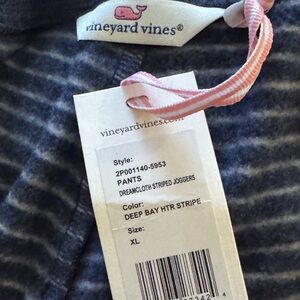 vineyard vines®
vineyardvines.com
Style:
2P001140-5953
PANTS
DREAMCLOTH STRIPED JOGGERS
Color:
DEEP BAY HTR STRIPE
Size:
XL